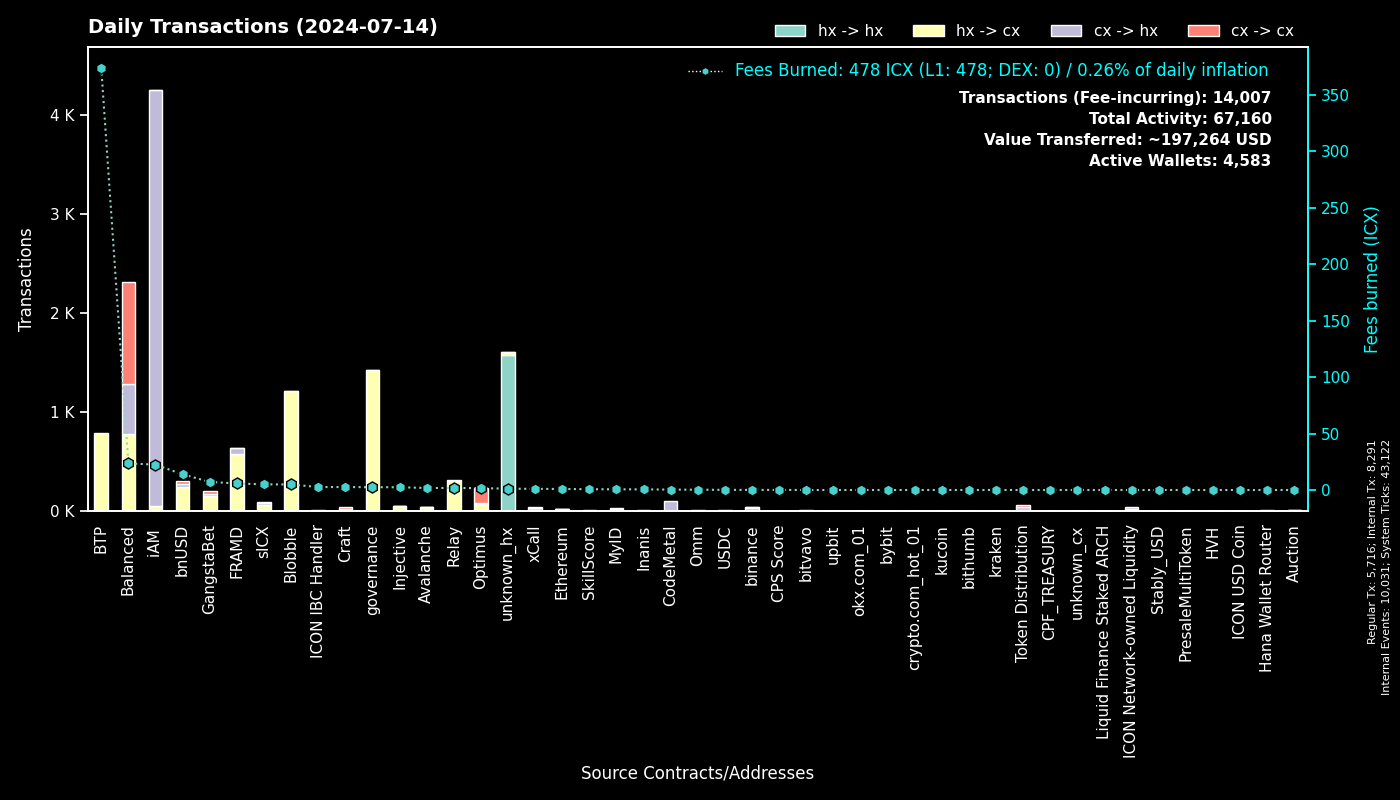 Daily Transactions (2024-07-14)
hx -> hx
hx -> cx
cx -> hx
cx -> cx
Fees Burned: 478 ICX (L1: 478; DEX: 0) / 0.26% of daily inflation
Transactions (Fee-incurring): 14,007
Total Activity: 67,160
Value Transferred: ~197,264 USD
Active Wallets: 4,583
Transactions
4 K
3 K
2 K
1 K
0 K
350
300
250
200
150
100
50
0
Fees burned (ICX)
BTP
Balanced
IAM
bnUSD
GangstaBet
FRAMD
sICX
Blobble
ICON IBC Handler
Craft
governance
Injective
Avalanche
Relay
Optimus
unknown_hx
xCall
Ethereum
SkillScore
MyID
Inanis
CodeMetal
Omm
USDC
binance
CPS Score
bitvavo
upbit
okx.com_01
bybit
crypto.com_hot_01
kucoin
bithumb
kraken
Token Distribution
CPF_TREASURY
unknown_cx
Liquid Finance Staked ARCH
ICON Network-owned Liquidity
Stably_USD
PresaleMultiToken
HVH
ICON USD Coin
Hana Wallet Router
Auction
Source Contracts/Addresses
Regular Tx: 5,716; Internal Tx: 8,291
Internal Events: 10,031; System Ticks: 43,122